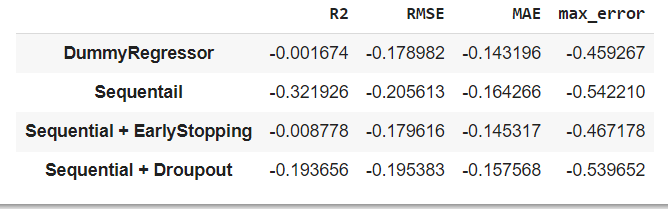 R2 RMSE MAE max_error
DummyRegressor -0.001674 -0.178982 -0.143196 -0.459267
Sequentail -0.321926 -0.205613 -0.164266 -0.542210
Sequential + EarlyStopping -0.008778 -0.179616 -0.145317 -0.467178
Sequential + Droupout -0.193656 -0.195383 -0.157568 -0.539652